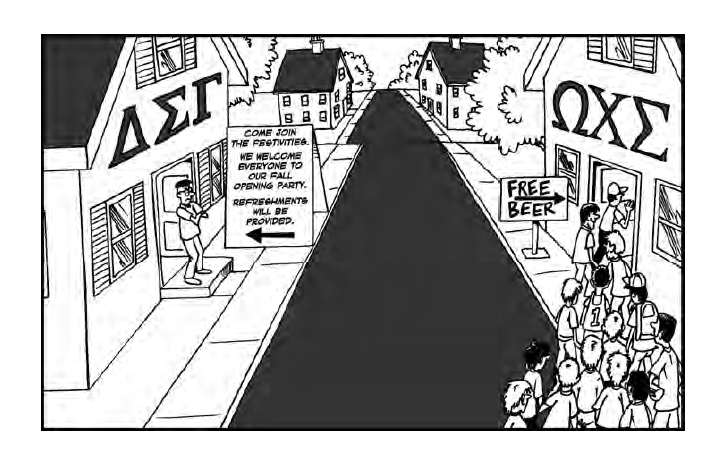 ΔΣΓ
COME JOIN
THE FESTIVITIES.
WE WELCOME
EVERYONE TO
OUR FALL
OPENING PARTY.
REFRESHMENTS
WILL BE
PROVIDED.
ΩΧΣ
FREE
BEER
1